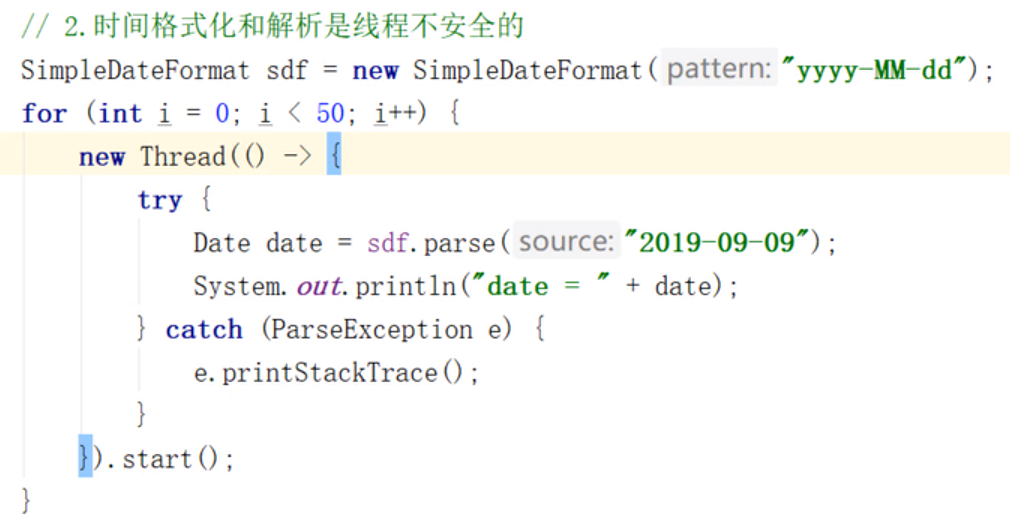 // 2.时间格式化和解析是线程不安全的
SimpleDateFormat sdf = new SimpleDateFormat( pattern: "yyyy-MM-dd");
for (int i = 0; i < 50; i++) {
    new Thread(() -> {
        try {
            Date date = sdf.parse( source: "2019-09-09");
            System.out.println("date = " + date);
        } catch (ParseException e) {
            e.printStackTrace();
        }
    }).start();
}